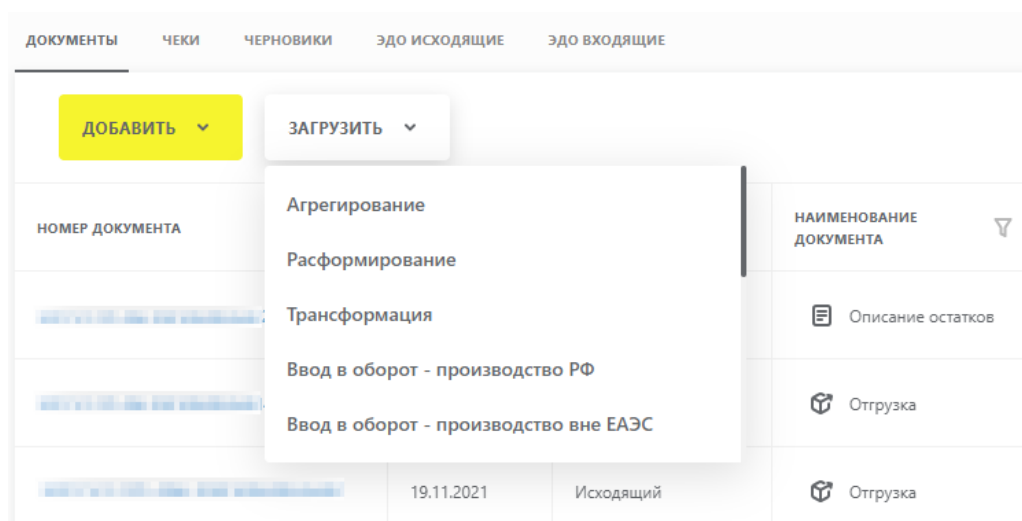 ДОКУМЕНТЫ ЧЕКИ ЧЕРНОВИКИ ЭДО ИСХОДЯЩИЕ ЭДО ВХОДЯЩИЕ
ДОБАВИТЬ ЗАГРУЗИТЬ
Агрегирование
НОМЕР ДОКУМЕНТА
НАИМЕНОВАНИЕ
ДОКУМЕНТА
Расформирование
Трансформация
Описание остатков
Ввод в оборот - производство РФ
Отгрузка
Ввод в оборот - производство вне ЕАЭС
19.11.2021 Исходящий Отгрузка